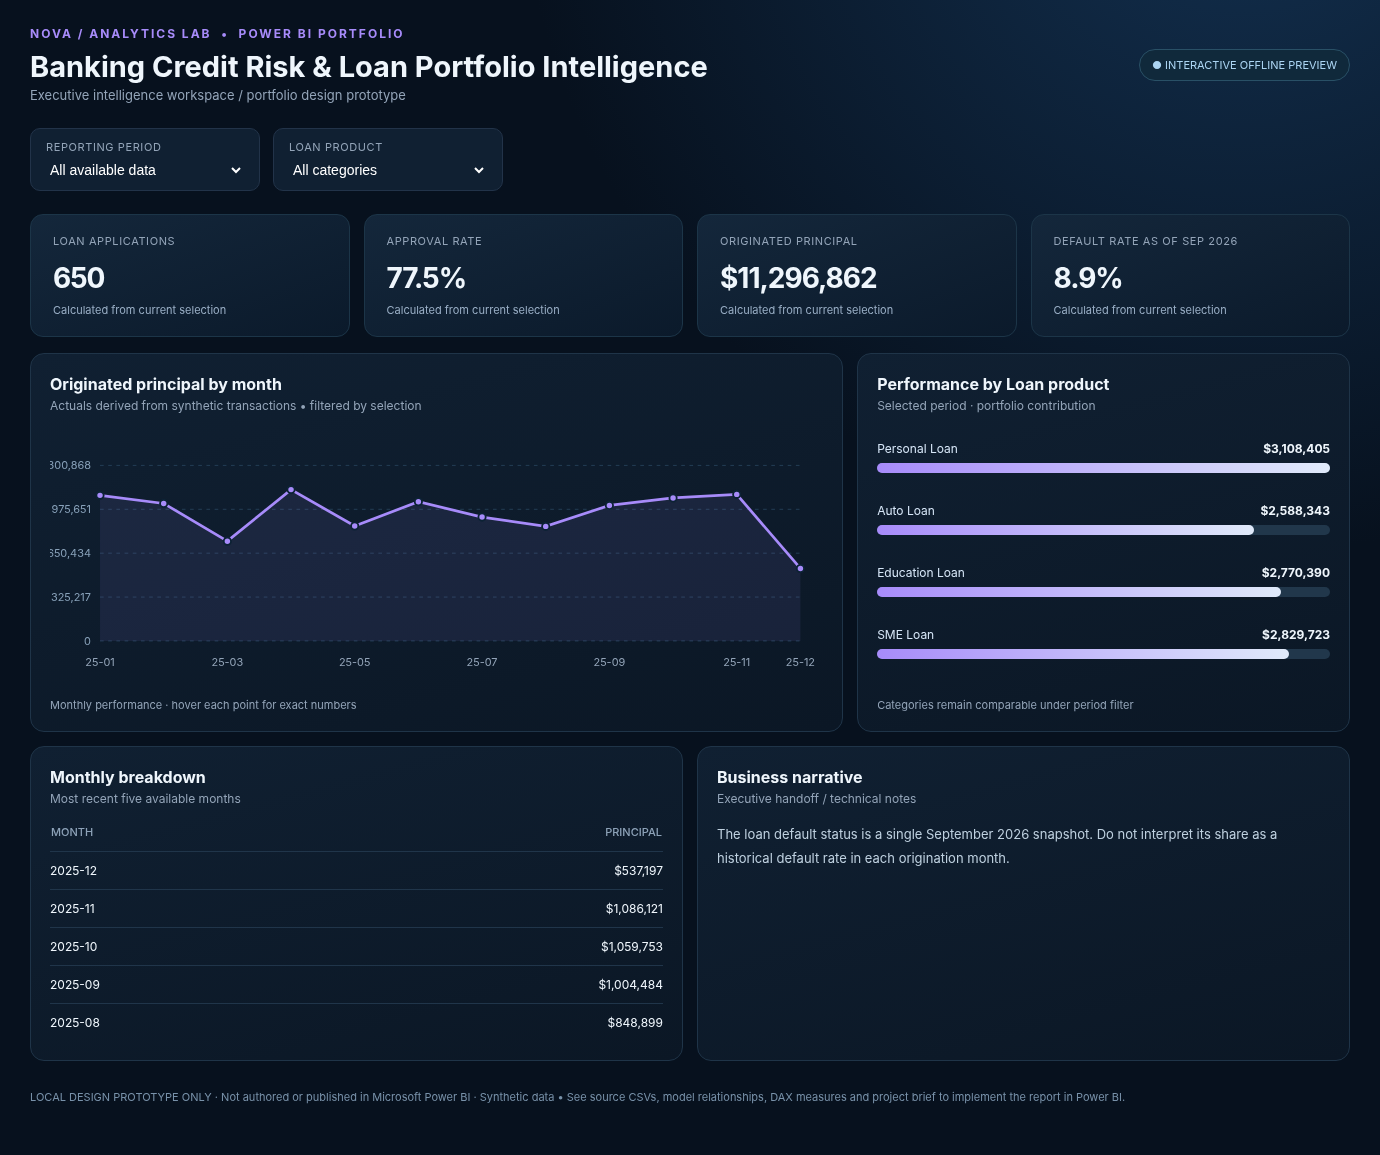 NOVA / ANALYTICS LAB • POWER BI PORTFOLIO
Banking Credit Risk & Loan Portfolio Intelligence
Executive intelligence workspace / portfolio design prototype
INTERACTIVE OFFLINE PREVIEW
REPORTING PERIOD
All available data
LOAN PRODUCT
All categories
LOAN APPLICATIONS
650
Calculated from current selection
APPROVAL RATE
77.5%
Calculated from current selection
ORIGINATED PRINCIPAL
$11,296,862
Calculated from current selection
DEFAULT RATE AS OF SEP 2026
8.9%
Calculated from current selection
Originated principal by month
Actuals derived from synthetic transactions • filtered by selection
300,868
975,651
650,434
325,217
0
25-01 25-03 25-05 25-07 25-09 25-11 25-12
Monthly performance · hover each point for exact numbers
Performance by Loan product
Selected period · portfolio contribution
Personal Loan $3,108,405
Auto Loan $2,588,343
Education Loan $2,770,390
SME Loan $2,829,723
Categories remain comparable under period filter
Monthly breakdown
Most recent five available months
MONTH PRINCIPAL
2025-12 $537,197
2025-11 $1,086,121
2025-10 $1,059,753
2025-09 $1,004,484
2025-08 $848,899
Business narrative
Executive handoff / technical notes
The loan default status is a single September 2026 snapshot. Do not interpret its share as a
historical default rate in each origination month.
LOCAL DESIGN PROTOTYPE ONLY · Not authored or published in Microsoft Power BI · Synthetic data • See source CSVs, model relationships, DAX measures and project brief to implement the report in Power BI.